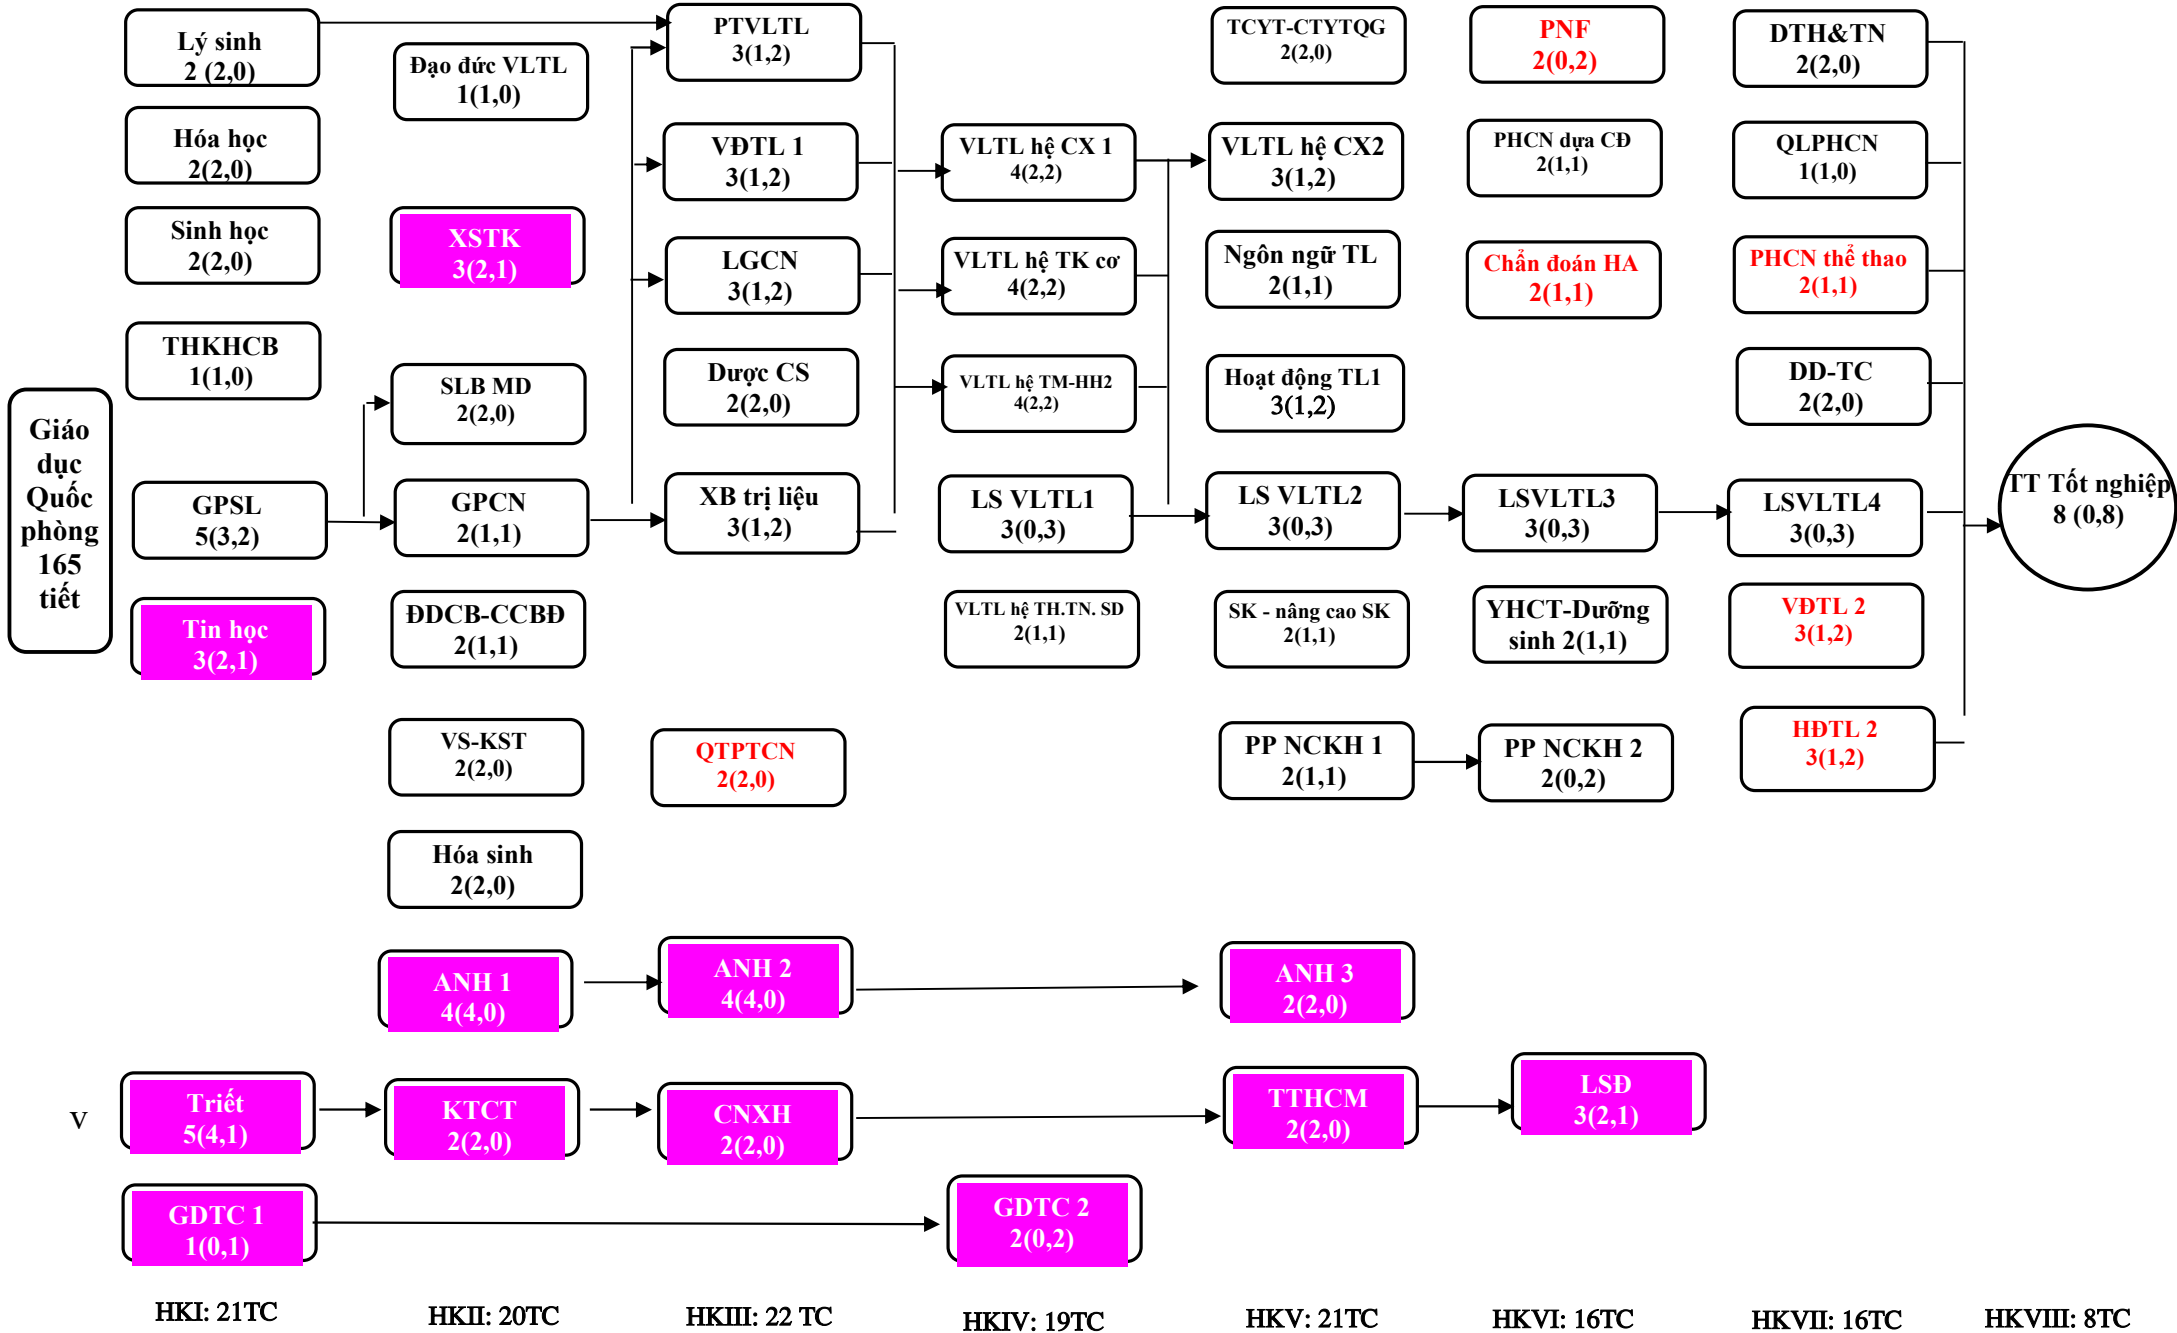 Giáo
dục
Quốc
phòng
165
tiết
Lý sinh
2 (2,0)
Hóa học
2(2,0)
Sinh học
2(2,0)
THKHCB
1(1,0)
GPSL
5(3,2)
Tin học
3(2,1)
Đạo đức VLTL
1(1,0)
XSTK
3(2,1)
SLB MD
2(2,0)
GPCN
2(1,1)
ĐDCB-CCBĐ
2(1,1)
VS-KST
2(2,0)
Hóa sinh
2(2,0)
PTVLTL
3(1,2)
VĐTL 1
3(1,2)
LGCN
3(1,2)
Dược CS
2(2,0)
XB trị liệu
3(1,2)
QTPTCN
2(2,0)
VLTL hệ CX 1
4(2,2)
VLTL hệ TK cơ
4(2,2)
VLTL hệ TM-HH2
4(2,2)
LS VLTL1
3(0,3)
VLTL hệ TH.TN. SD
2(1,1)
TCYT-CTYTQG
2(2,0)
VLTL hệ CX2
3(1,2)
Ngôn ngữ TL
2(1,1)
Hoạt động TL1
3(1,2)
LS VLTL2
3(0,3)
SK - nâng cao SK
2(1,1)
PP NCKH 1
2(1,1)
PNF
2(0,2)
PHCN dựa CĐ
2(1,1)
Chẩn đoán HA
2(1,1)
LSVLTL3
3(0,3)
YHCT-Dưỡng
sinh 2(1,1)
PP NCKH 2
2(0,2)
DTH&TN
2(2,0)
QLPHCN
1(1,0)
PHCN thể thao
2(1,1)
DD-TC
2(2,0)
LSVLTL4
3(0,3)
VĐTL 2
3(1,2)
HĐTL 2
3(1,2)
TT Tốt nghiệp
8 (0,8)
ANH 1
4(4,0)
ANH 2
4(4,0)
ANH 3
2(2,0)
V
Triết
5(4,1)
KTCT
2(2,0)
CNXH
2(2,0)
TTHCM
2(2,0)
LSĐ
3(2,1)
GDTC 1
1(0,1)
GDTC 2
2(0,2)
HKI: 21TC
HKII: 20TC
HKIII: 22 TC
HKIV: 19TC
HKV: 21TC
HKVI: 16TC
HKVII: 16TC
HKVIII: 8TC